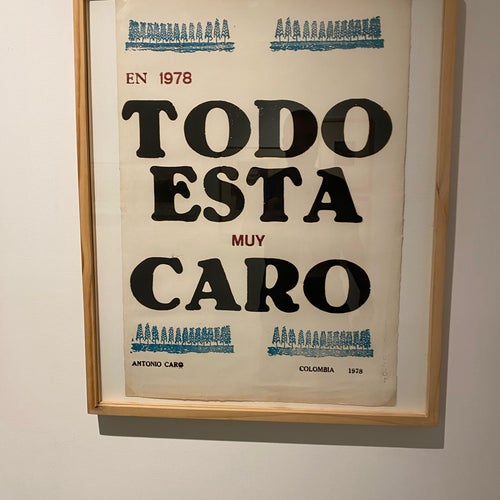 EN 1978
TODO
ESTA
MUY
CARO
ANTONIO CARO
COLOMBIA 1978